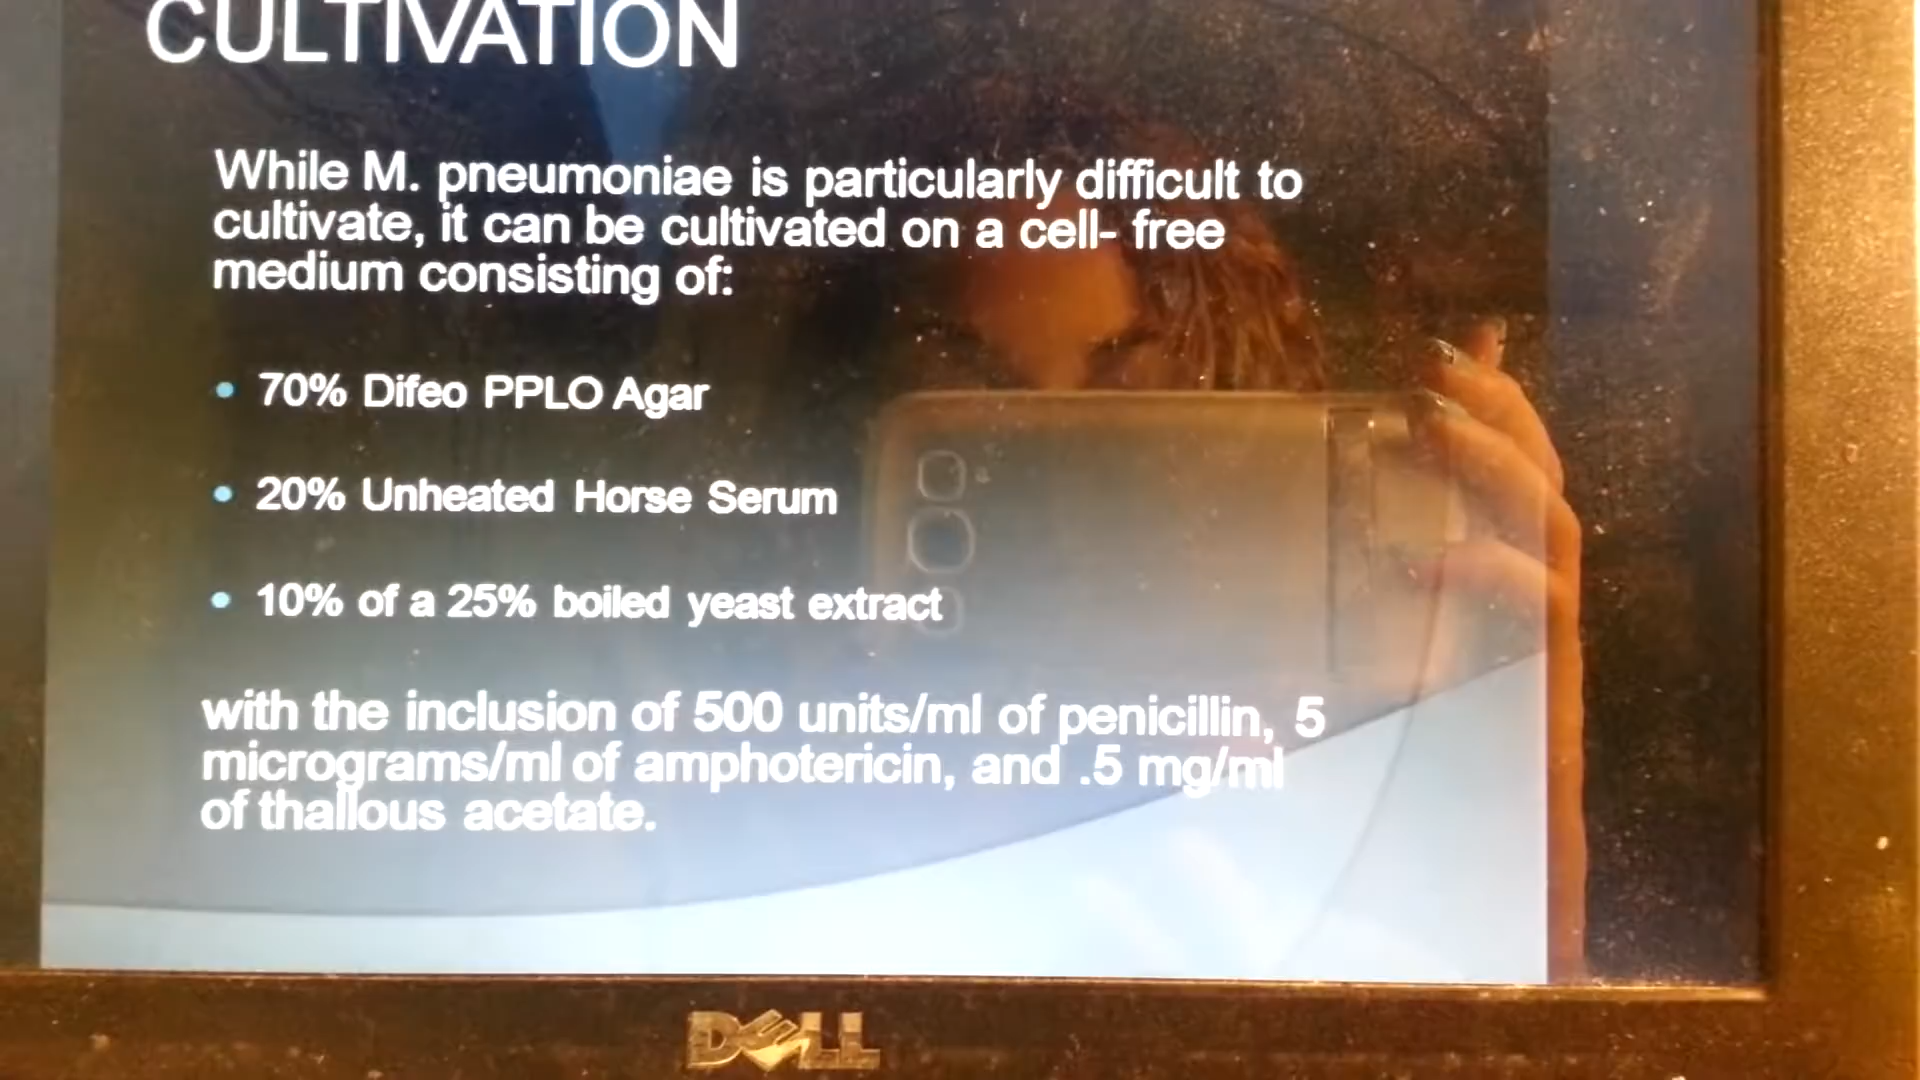 CULTIVATION
While M. pneumoniae is particularly difficult to
cultivate, it can be cultivated on a cell- free
medium consisting of:
• 70% Difeo PPLO Agar
• 20% Unheated Horse Serum
• 10% of a 25% boiled yeast extract
with the inclusion of 500 units/ml of penicillin, 5
micrograms/ml of amphotericin, and .5 mg/ml
of thallous acetate.
DELL